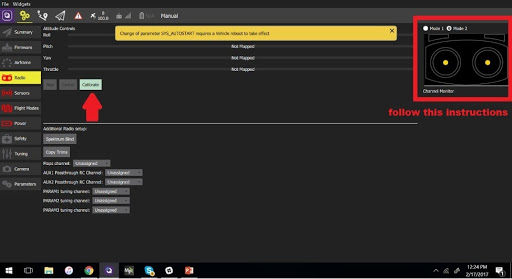 File Widgets
8
100.0
N/A
Manual
Summary
Firmware
Airframe
Radio
Sensors
Flight Modes
Power
Safety
Tuning
Camera
Parameters
Attitude Controls
Roll
Change of parameter SYS_AUTOSTART requires a Vehicle reboot to take effect
Pitch Not Mapped
Yaw Not Mapped
Throttle Not Mapped
Skip Cancel Calibrate
Additional Radio setup:
Spektrum Bind
Copy Trims
Flaps channel: Unassigned
AUX1 Passthrough RC Channel: Unassigned
AUX2 Passthrough RC Channel: Unassigned
PARAM1 tuning channel: Unassigned
PARAM2 tuning channel: Unassigned
PARAM3 tuning channel: Unassigned
Mode 1 Mode 2
Channel Monitor
follow this instructions
12:24 PM
2/17/2017